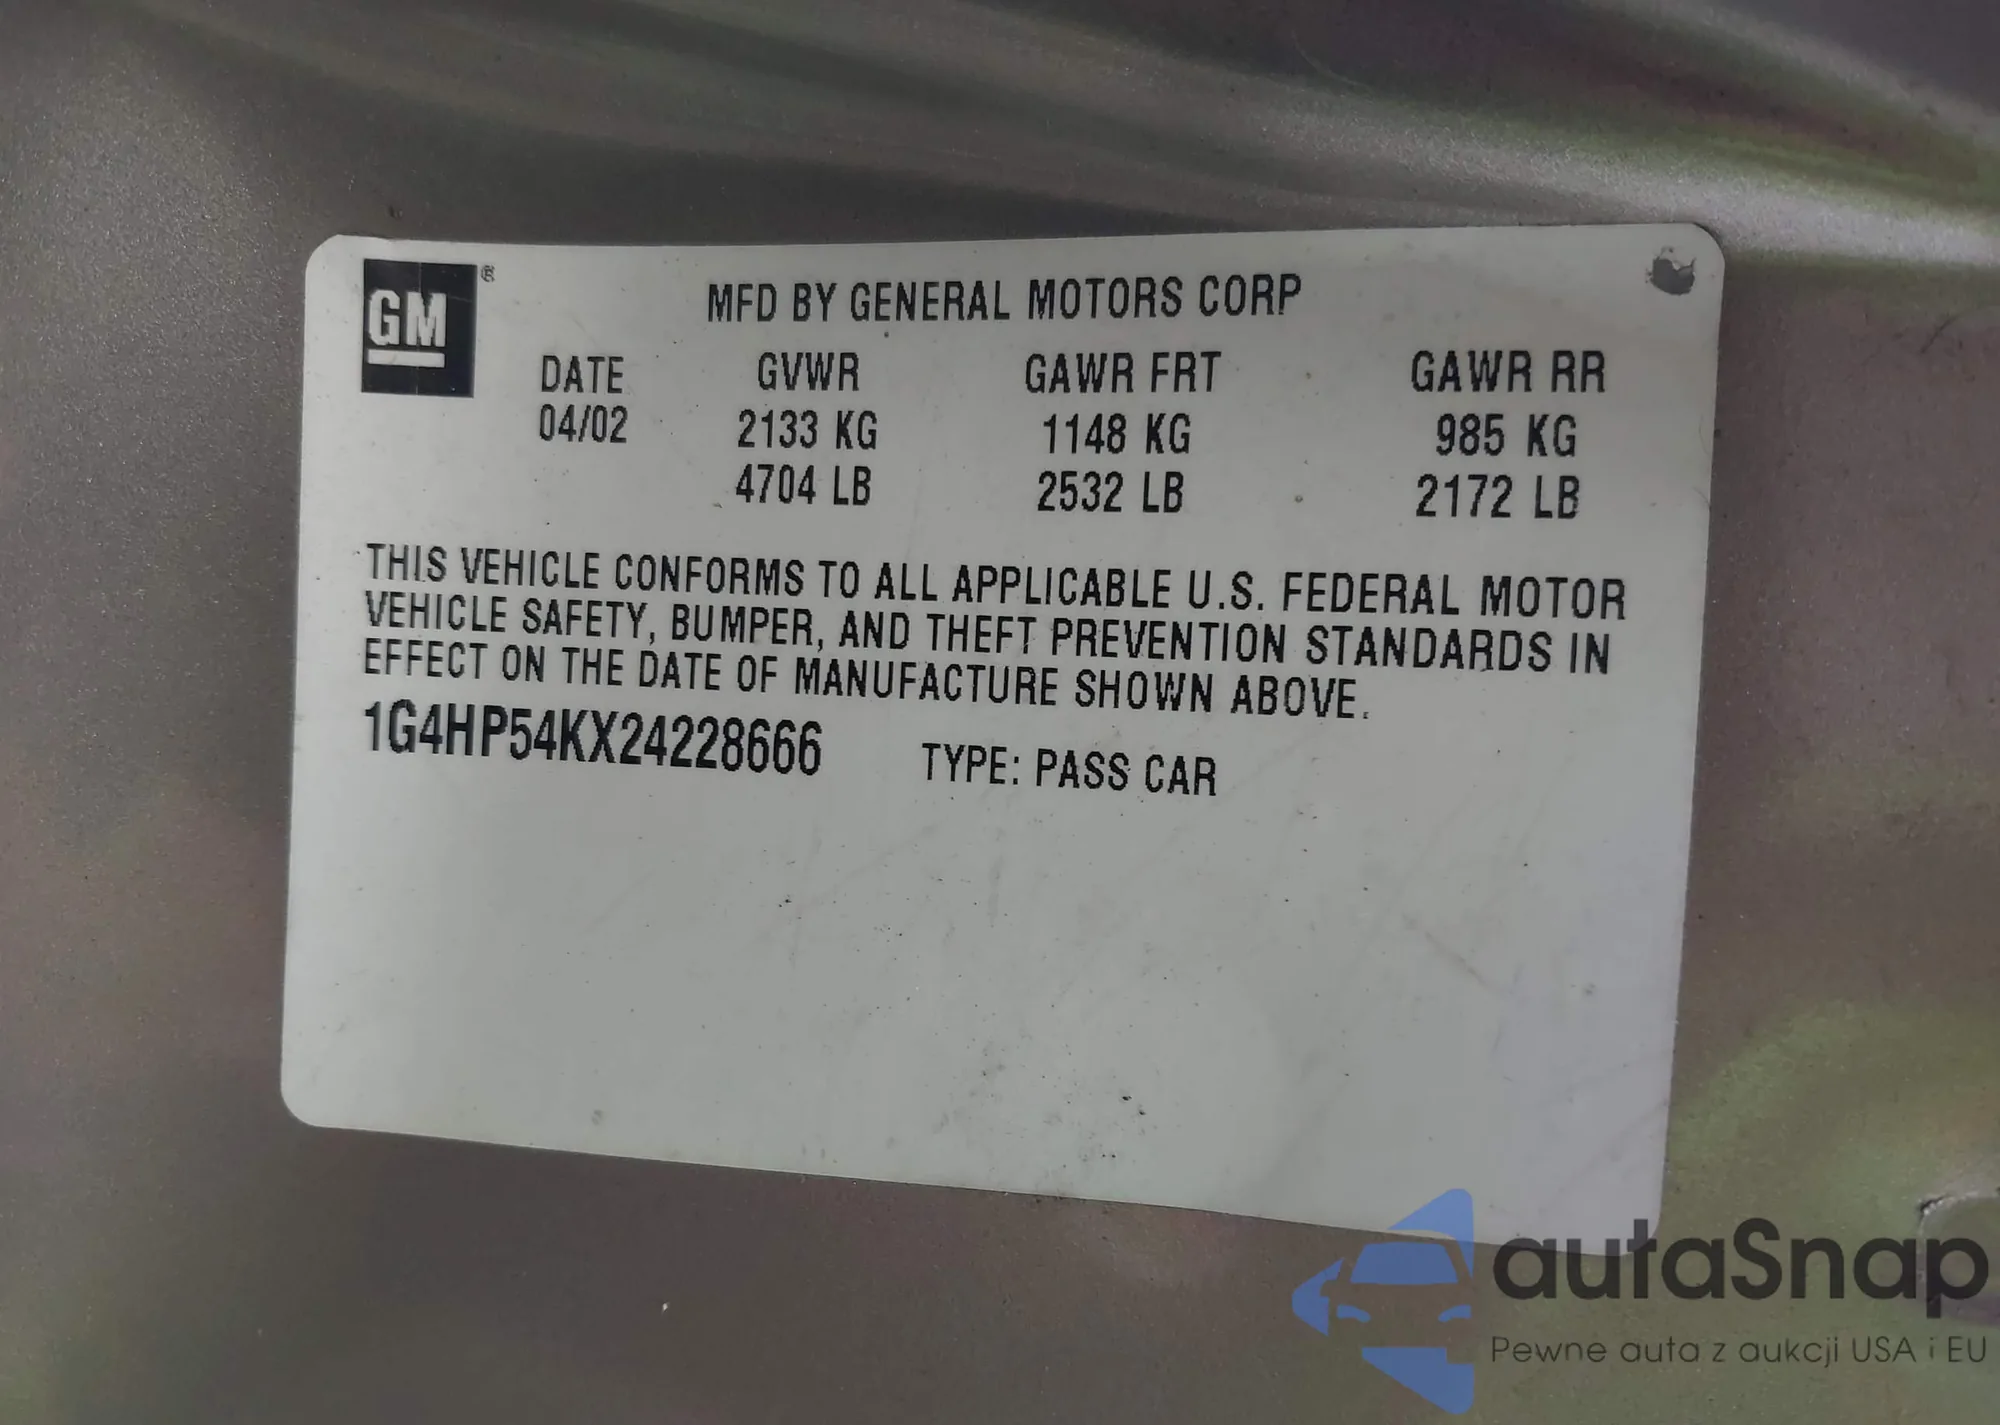 GM ®
MFD BY GENERAL MOTORS CORP
DATE GVWR GAWR FRT GAWR RR
04/02 2133 KG 1148 KG 985 KG
4704 LB 2532 LB 2172 LB
THIS VEHICLE CONFORMS TO ALL APPLICABLE U.S. FEDERAL MOTOR
VEHICLE SAFETY, BUMPER, AND THEFT PREVENTION STANDARDS IN
EFFECT ON THE DATE OF MANUFACTURE SHOWN ABOVE.
1G4HP54KX24228666 TYPE: PASS CAR
autaSnap
Pewne auta z aukcji USA i EU